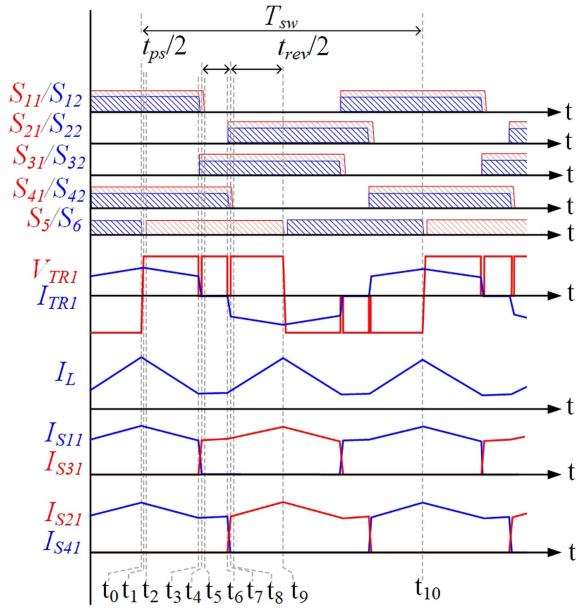 T_sw
t_ps/2 t_rev/2
S_11/S_12 t
S_21/S_22 t
S_31/S_32 t
S_41/S_42 t
S_5/S_6 t
V_TR1
I_TR1 t
I_L
t
I_S11
I_S31 t
I_S21
I_S41 t
t_0 t_1 t_2 t_3 t_4 t_5 t_6 t_7 t_8 t_9 t_10